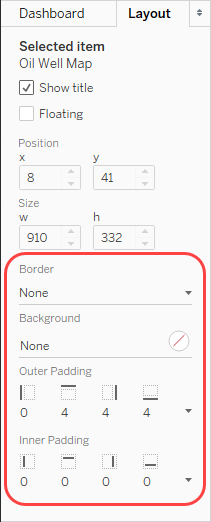 Dashboard Layout
Selected item
Oil Well Map
Show title
Floating
Position
x y
8 41
Size
w h
910 332
Border
None
Background
None
Outer Padding
0 4 4 4
Inner Padding
0 0 0 0